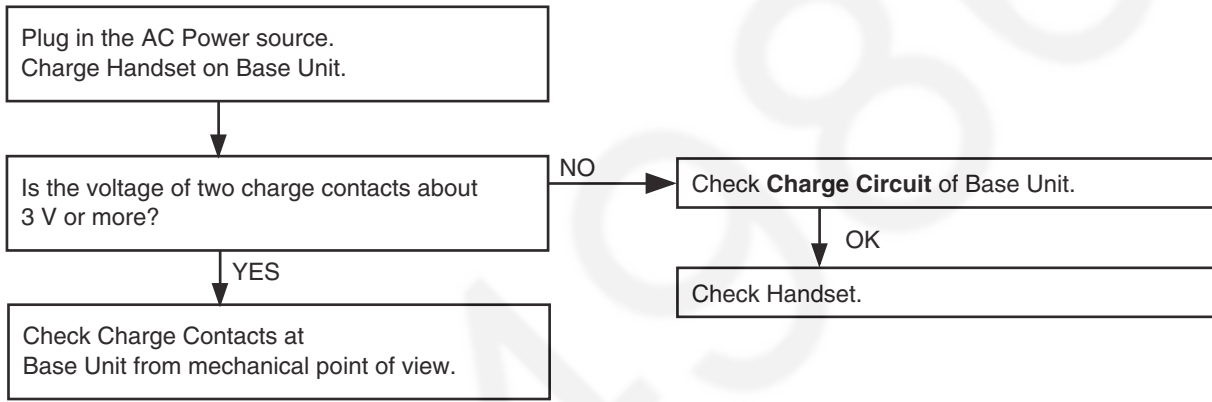 Plug in the AC Power source.
Charge Handset on Base Unit.
Is the voltage of two charge contacts about
3 V or more?
NO
Check Charge Circuit of Base Unit.
OK
Check Handset.
YES
Check Charge Contacts at
Base Unit from mechanical point of view.